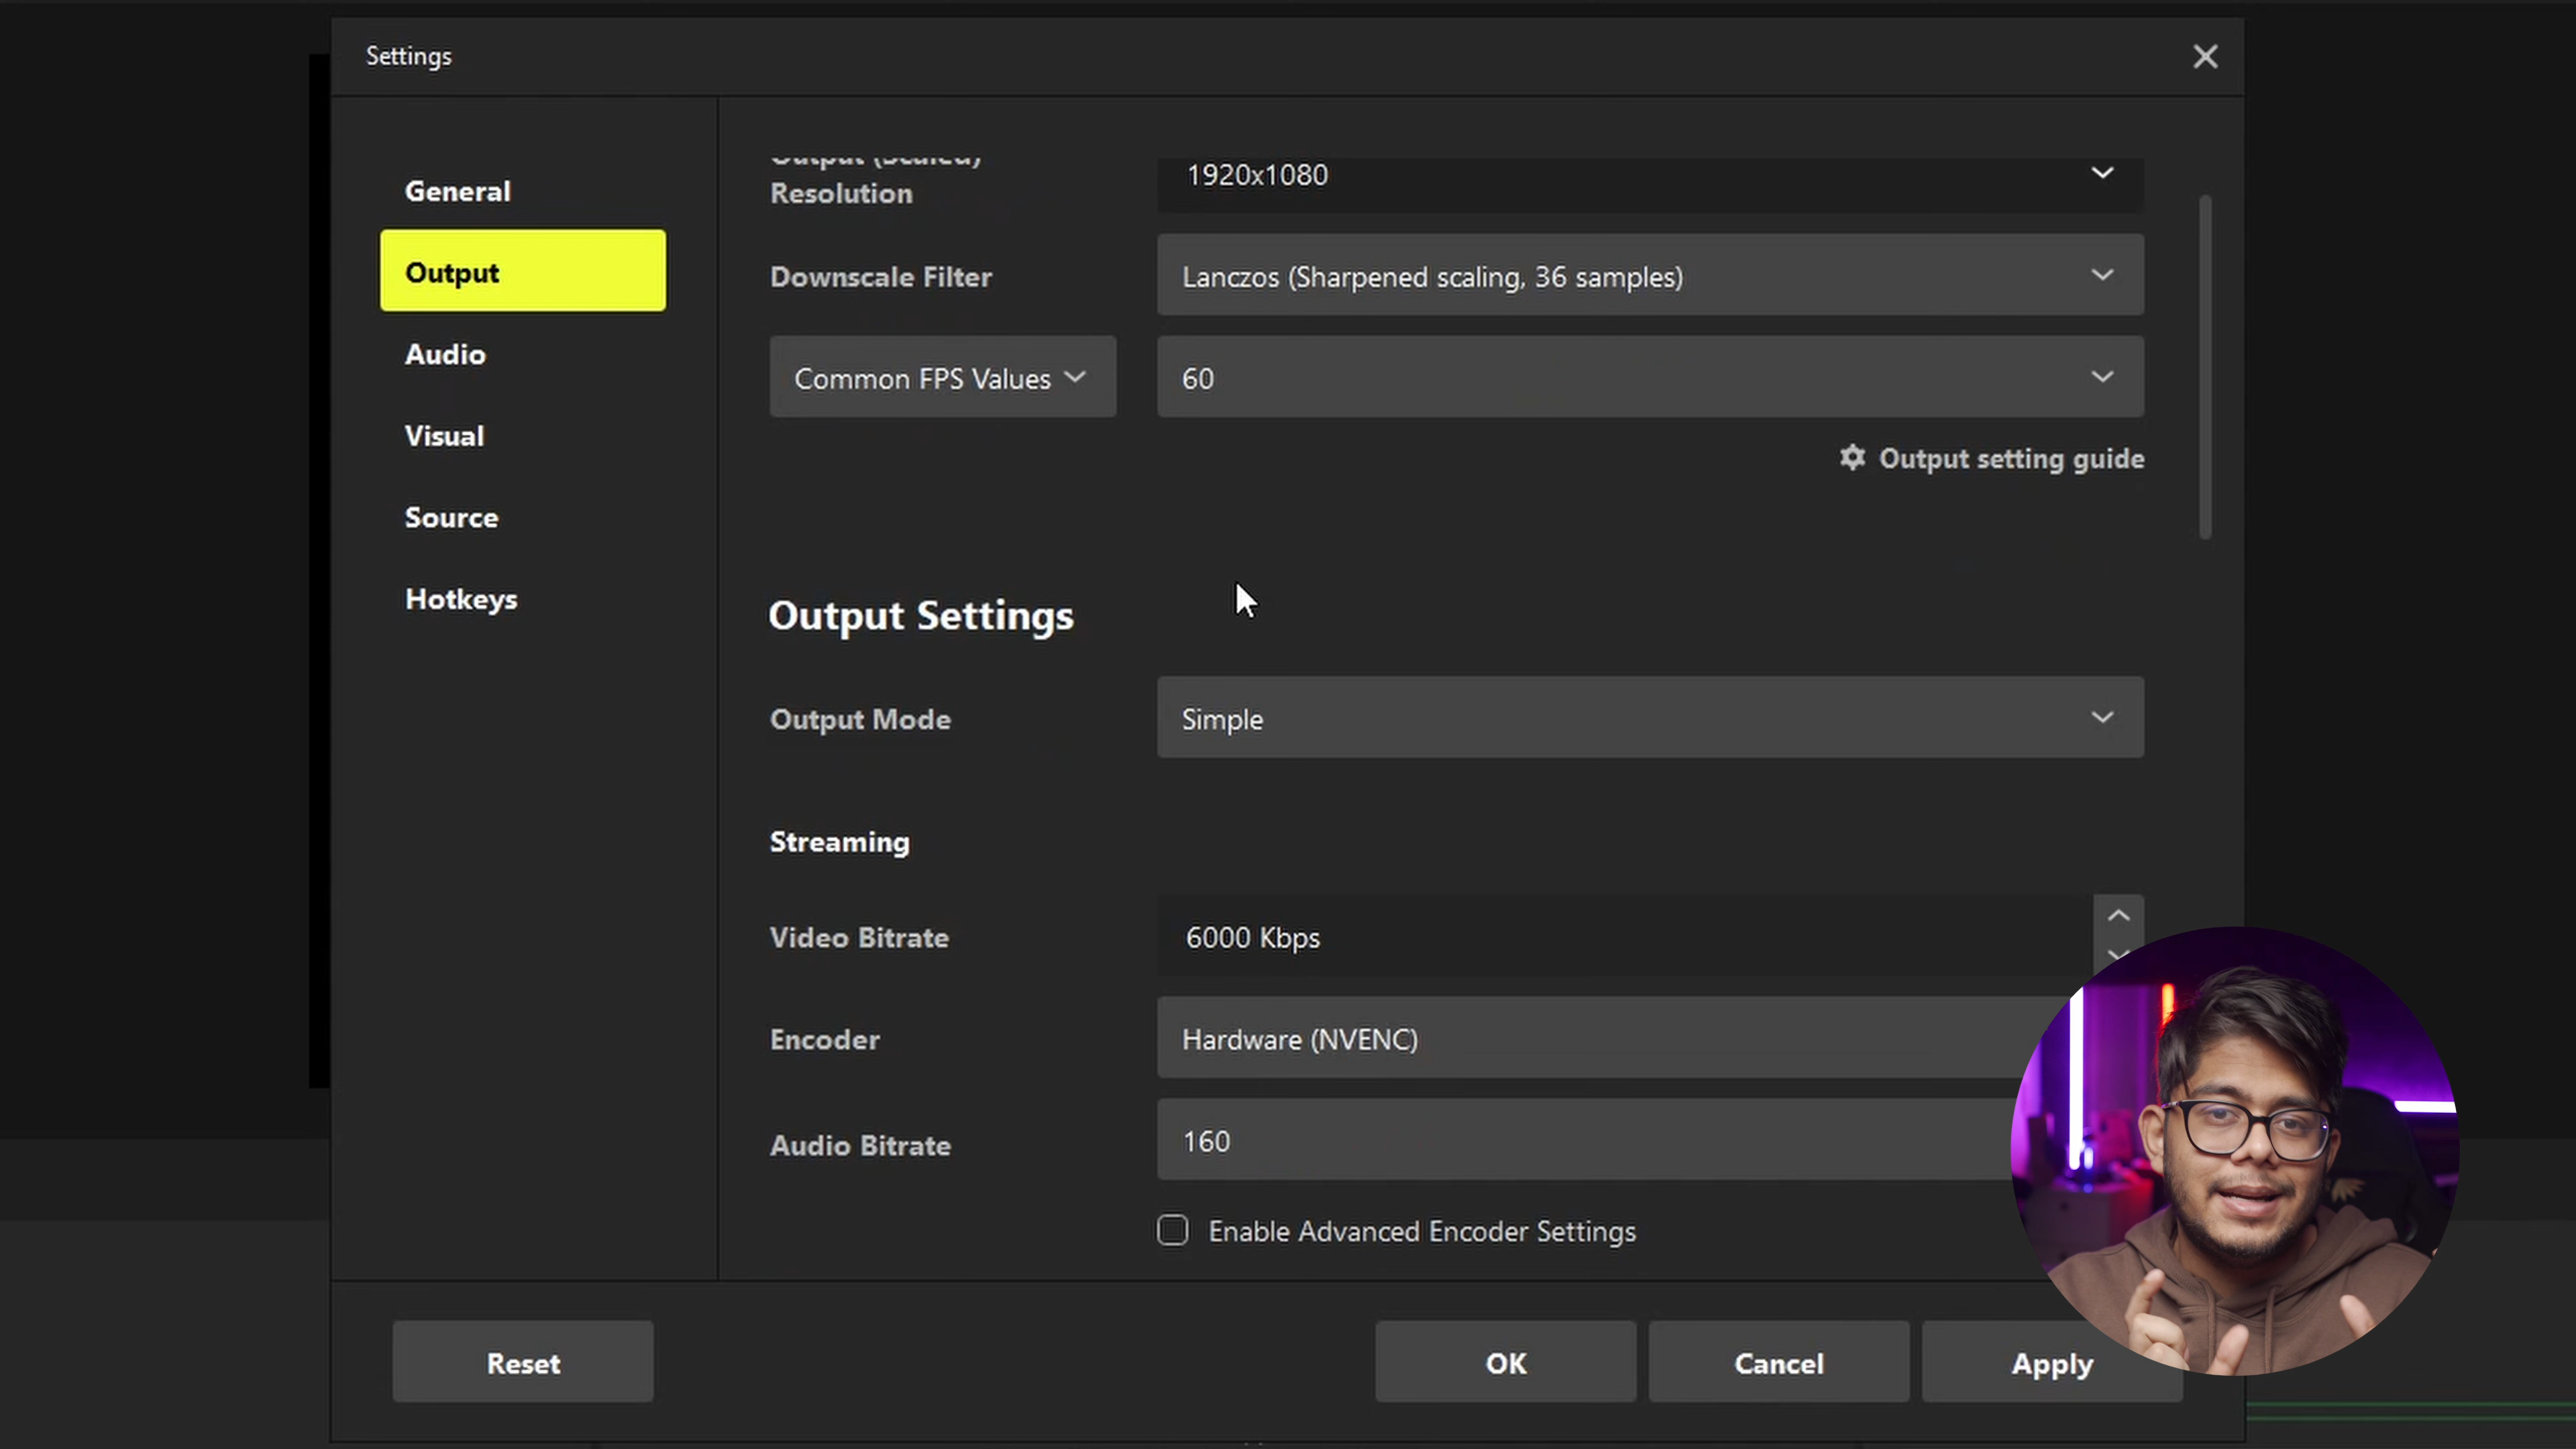 Settings
General
Output
Audio
Visual
Source
Hotkeys
Output (Scaled)
Resolution
1920x1080
Downscale Filter
Lanczos (Sharpened scaling, 36 samples)
Common FPS Values
60
Output setting guide
Output Settings
Output Mode
Simple
Streaming
Video Bitrate
6000 Kbps
Encoder
Hardware (NVENC)
Audio Bitrate
160
Enable Advanced Encoder Settings
Reset
OK
Cancel
Apply